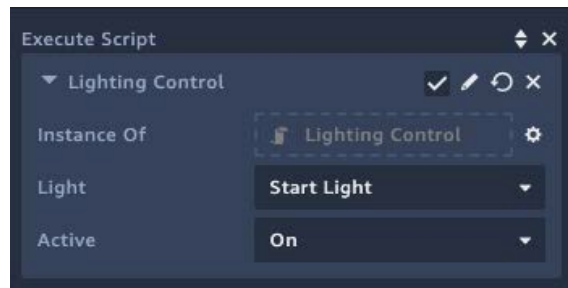 Execute Script
Lighting Control
Instance Of Lighting Control
Light Start Light
Active On